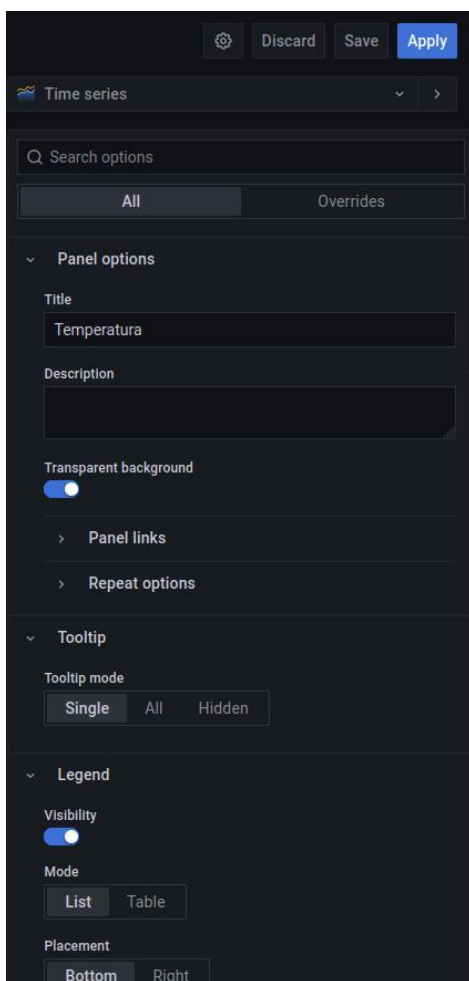 Discard Save Apply
Time series
Search options
All Overrides
Panel options
Title
Temperatura
Description
Transparent background
Panel links
Repeat options
Tooltip
Tooltip mode
Single All Hidden
Legend
Visibility
Mode
List Table
Placement
Bottom Right